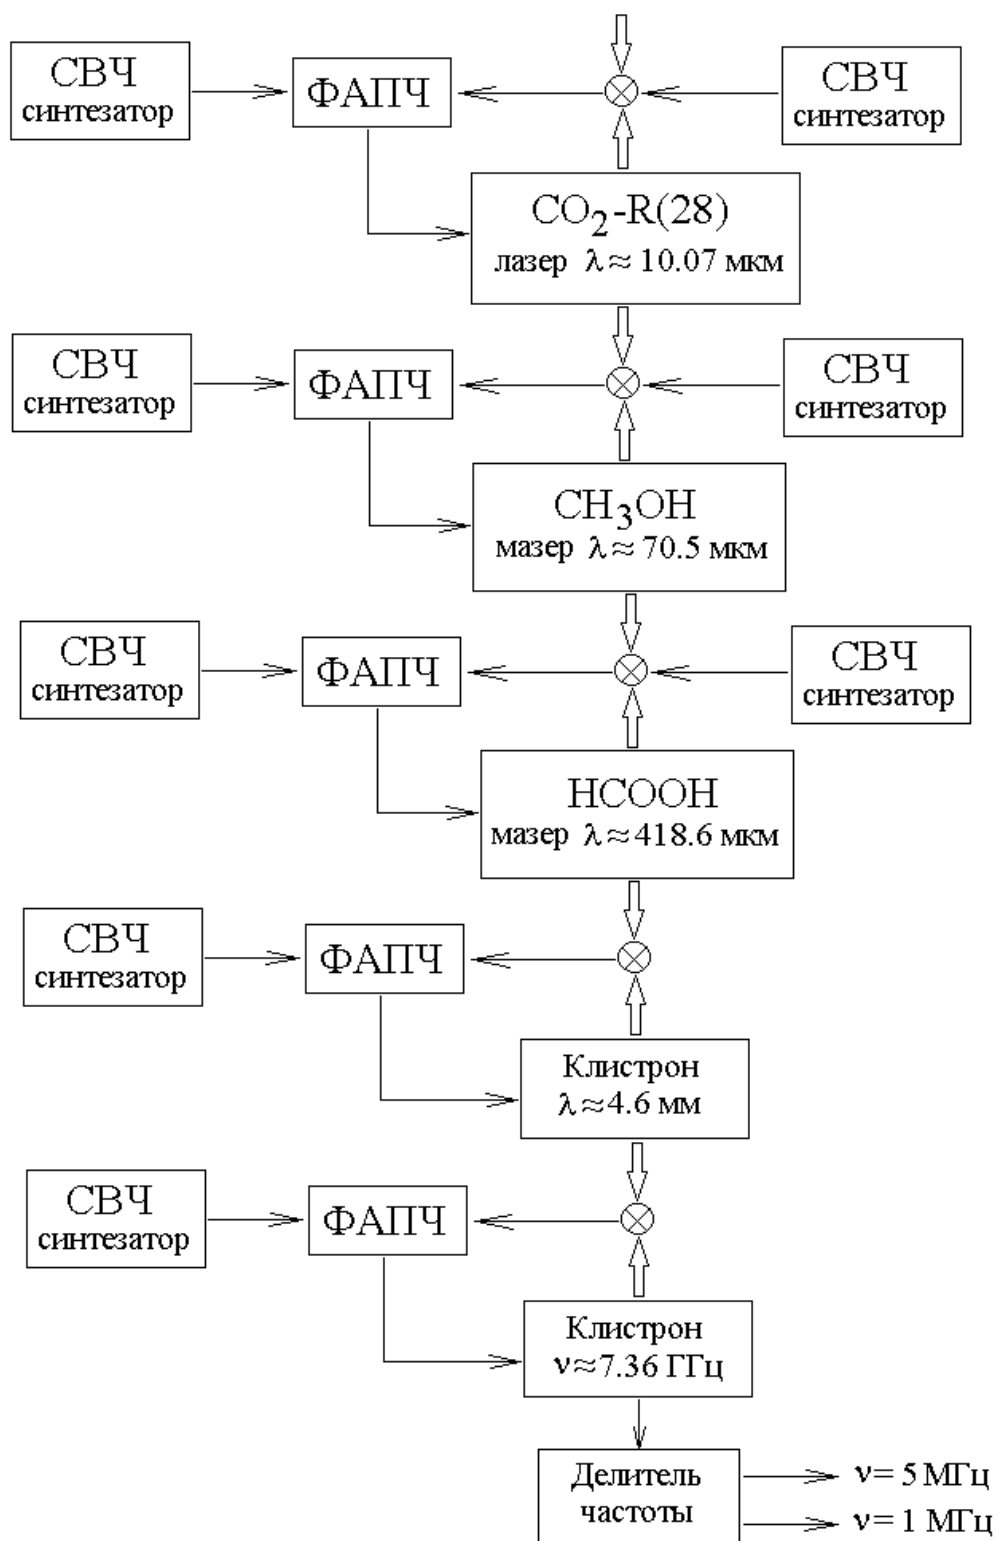 СВЧ
синтезатор
ФАПЧ
СВЧ
синтезатор
CO2-R(28)
лазер λ≈ 10.07 мкм
СВЧ
синтезатор
ФАПЧ
СВЧ
синтезатор
CH3OH
мазер λ≈ 70.5 мкм
СВЧ
синтезатор
ФАПЧ
СВЧ
синтезатор
HCOOH
мазер λ≈418.6 мкм
СВЧ
синтезатор
ФАПЧ
Клистрон
λ≈4.6 мм
СВЧ
синтезатор
ФАПЧ
Клистрон
ν≈7.36 ГГц
Делитель
частоты
ν= 5 МГц
ν= 1 МГц